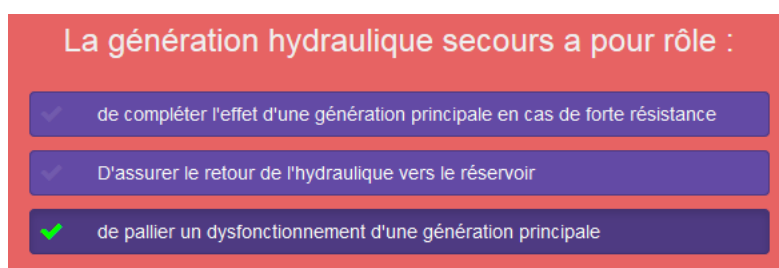 La génération hydraulique secours a pour rôle :
de compléter l'effet d'une génération principale en cas de forte résistance
D'assurer le retour de l'hydraulique vers le réservoir
de pallier un dysfonctionnement d'une génération principale